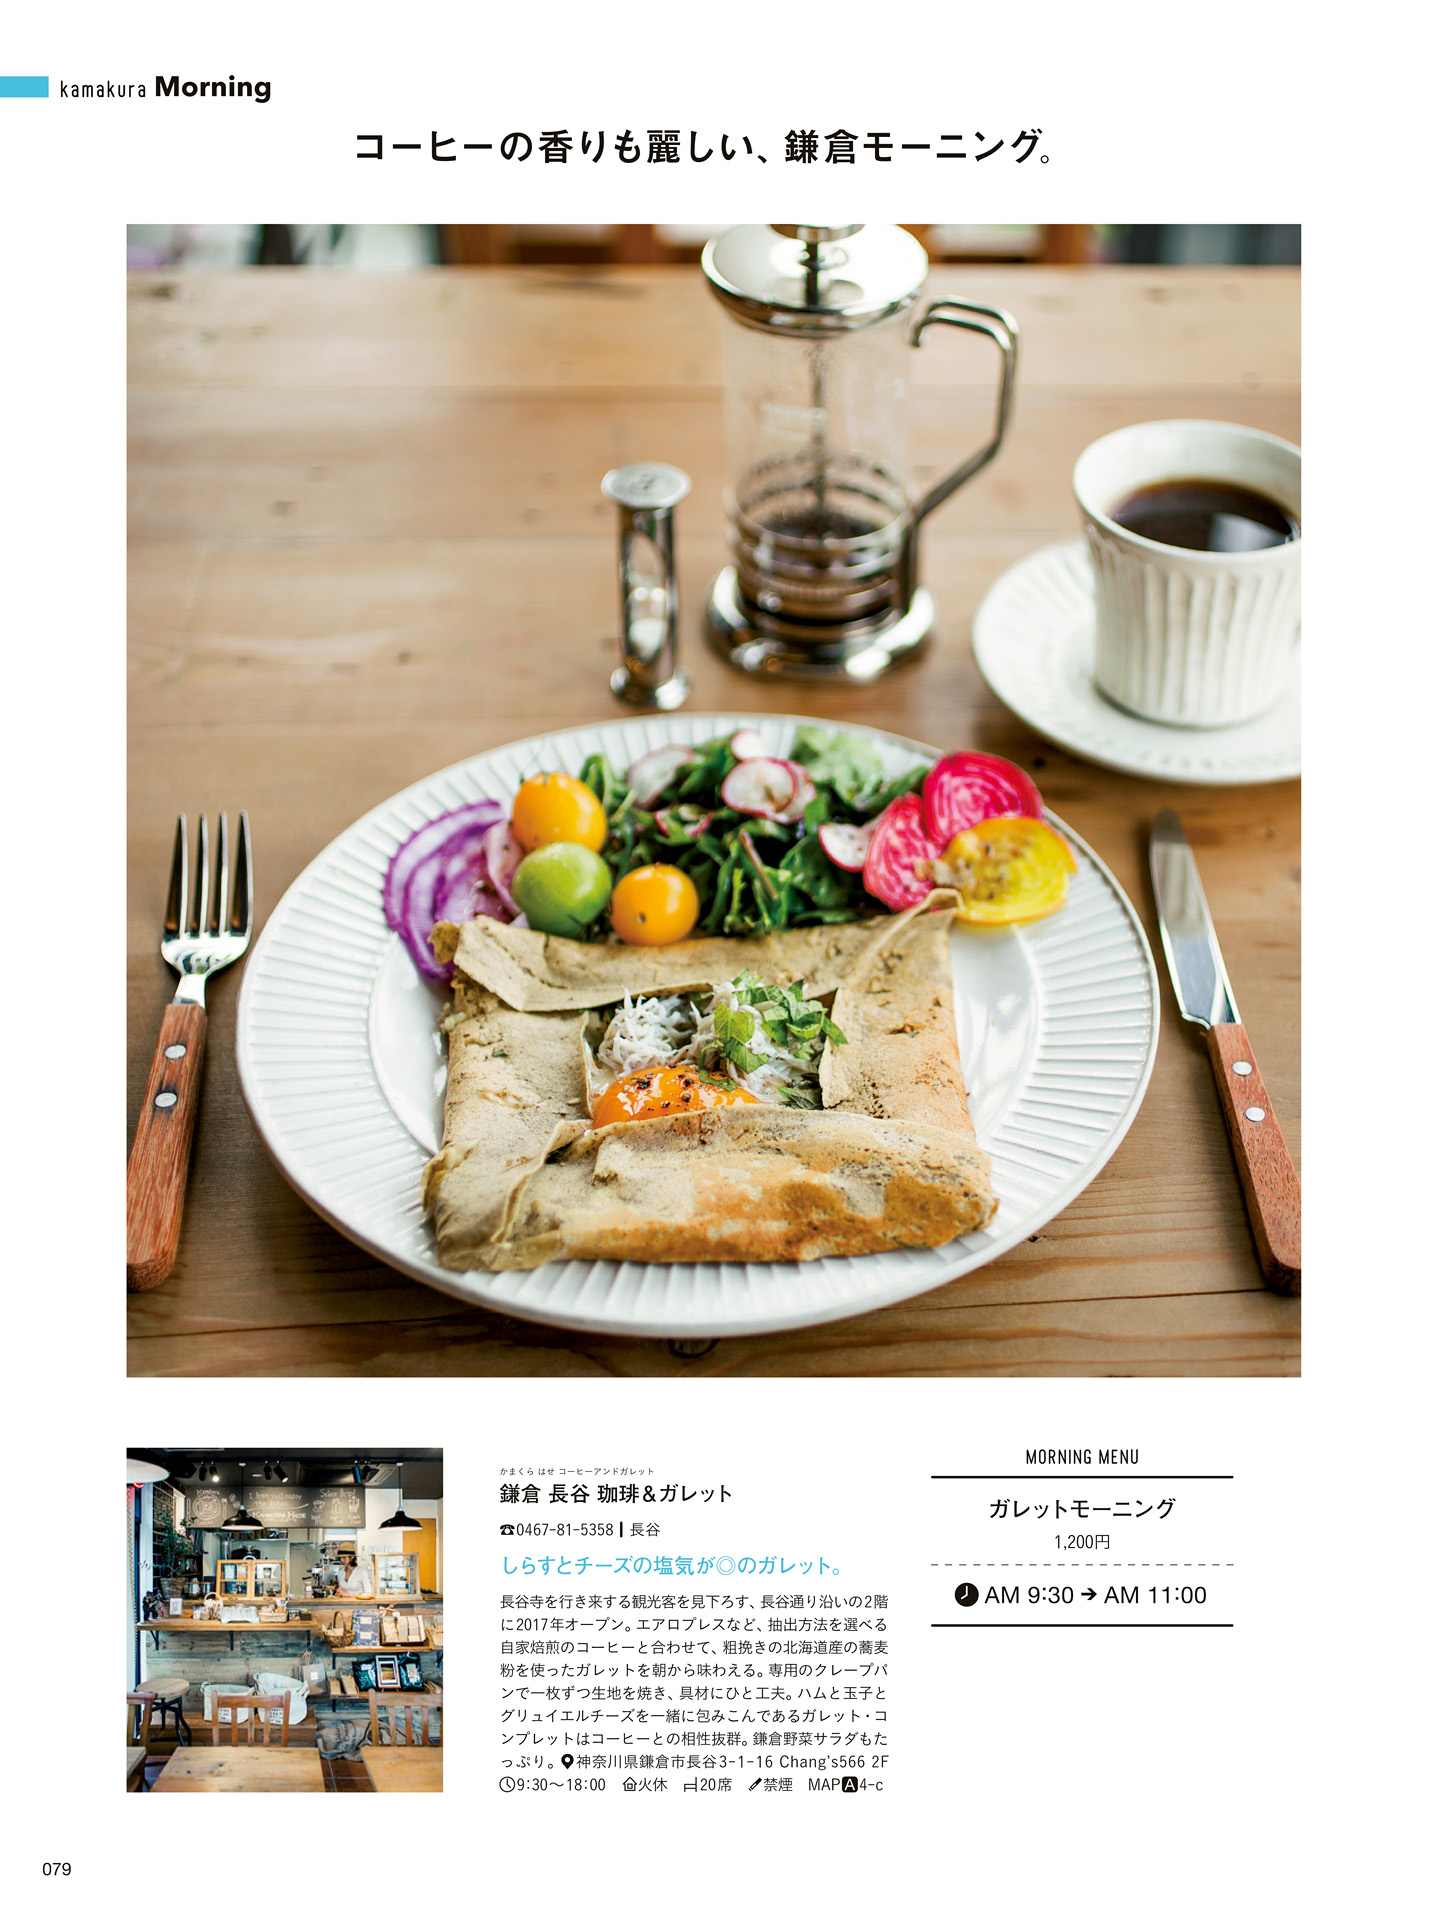 kamakura Morning
コーヒーの香りも麗しい、鎌倉モーニング。
かまくら はせ コーヒーアンドガレット
鎌倉 長谷 珈琲&ガレット
☎0467-81-5358┃長谷
しらすとチーズの塩気が◎のガレット。
長谷寺を行き来する観光客を見下ろす、長谷通り沿いの2階
に2017年オープン。エアロプレスなど、抽出方法を選べる
自家焙煎のコーヒーと合わせて、粗挽きの北海道産の蕎麦
粉を使ったガレットを朝から味わえる。専用のクレープパ
ンで一枚ずつ生地を焼き、具材にひと工夫。ハムと玉子と
グリュイエルチーズを一緒に包みこんであるガレット・コ
ンプレットはコーヒーとの相性抜群。鎌倉野菜サラダもた
っぷり。神奈川県鎌倉市長谷3-1-16 Chang's566 2F
9:30〜18:00 火休 20席 禁煙 MAP A 4-c
MORNING MENU
ガレットモーニング
1,200円
AM 9:30 → AM 11:00
079